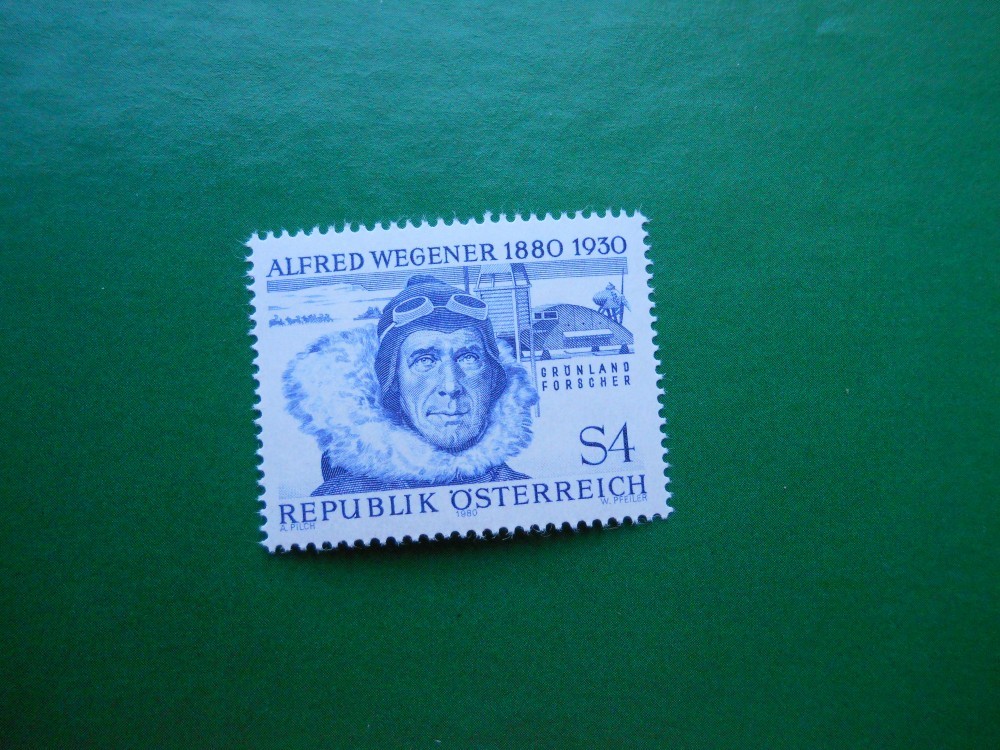 ALFRED WEGENER 1880 1930
GRÖNLAND
FORSCHER
S4
REPUBLIK ÖSTERREICH
A. PILCH
1980
W. PFEILER